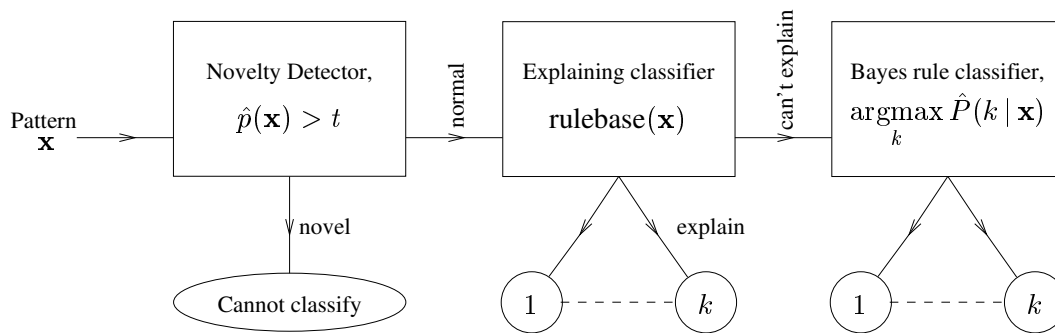 Pattern
x
Novelty Detector,
p̂(x) > t
normal
novel
Cannot classify
Explaining classifier
rulebase(x)
can't explain
explain
1
k
Bayes rule classifier,
argmax P̂(k | x)
k
1
k